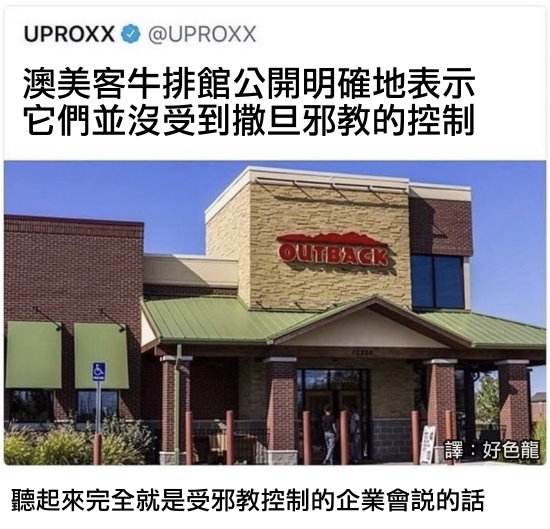 UPROXX @UPROXX
澳美客牛排館公開明確地表示
它們並沒受到撒旦邪教的控制
OUTBACK
譯：好色龍
聽起來完全就是受邪教控制的企業會説的話